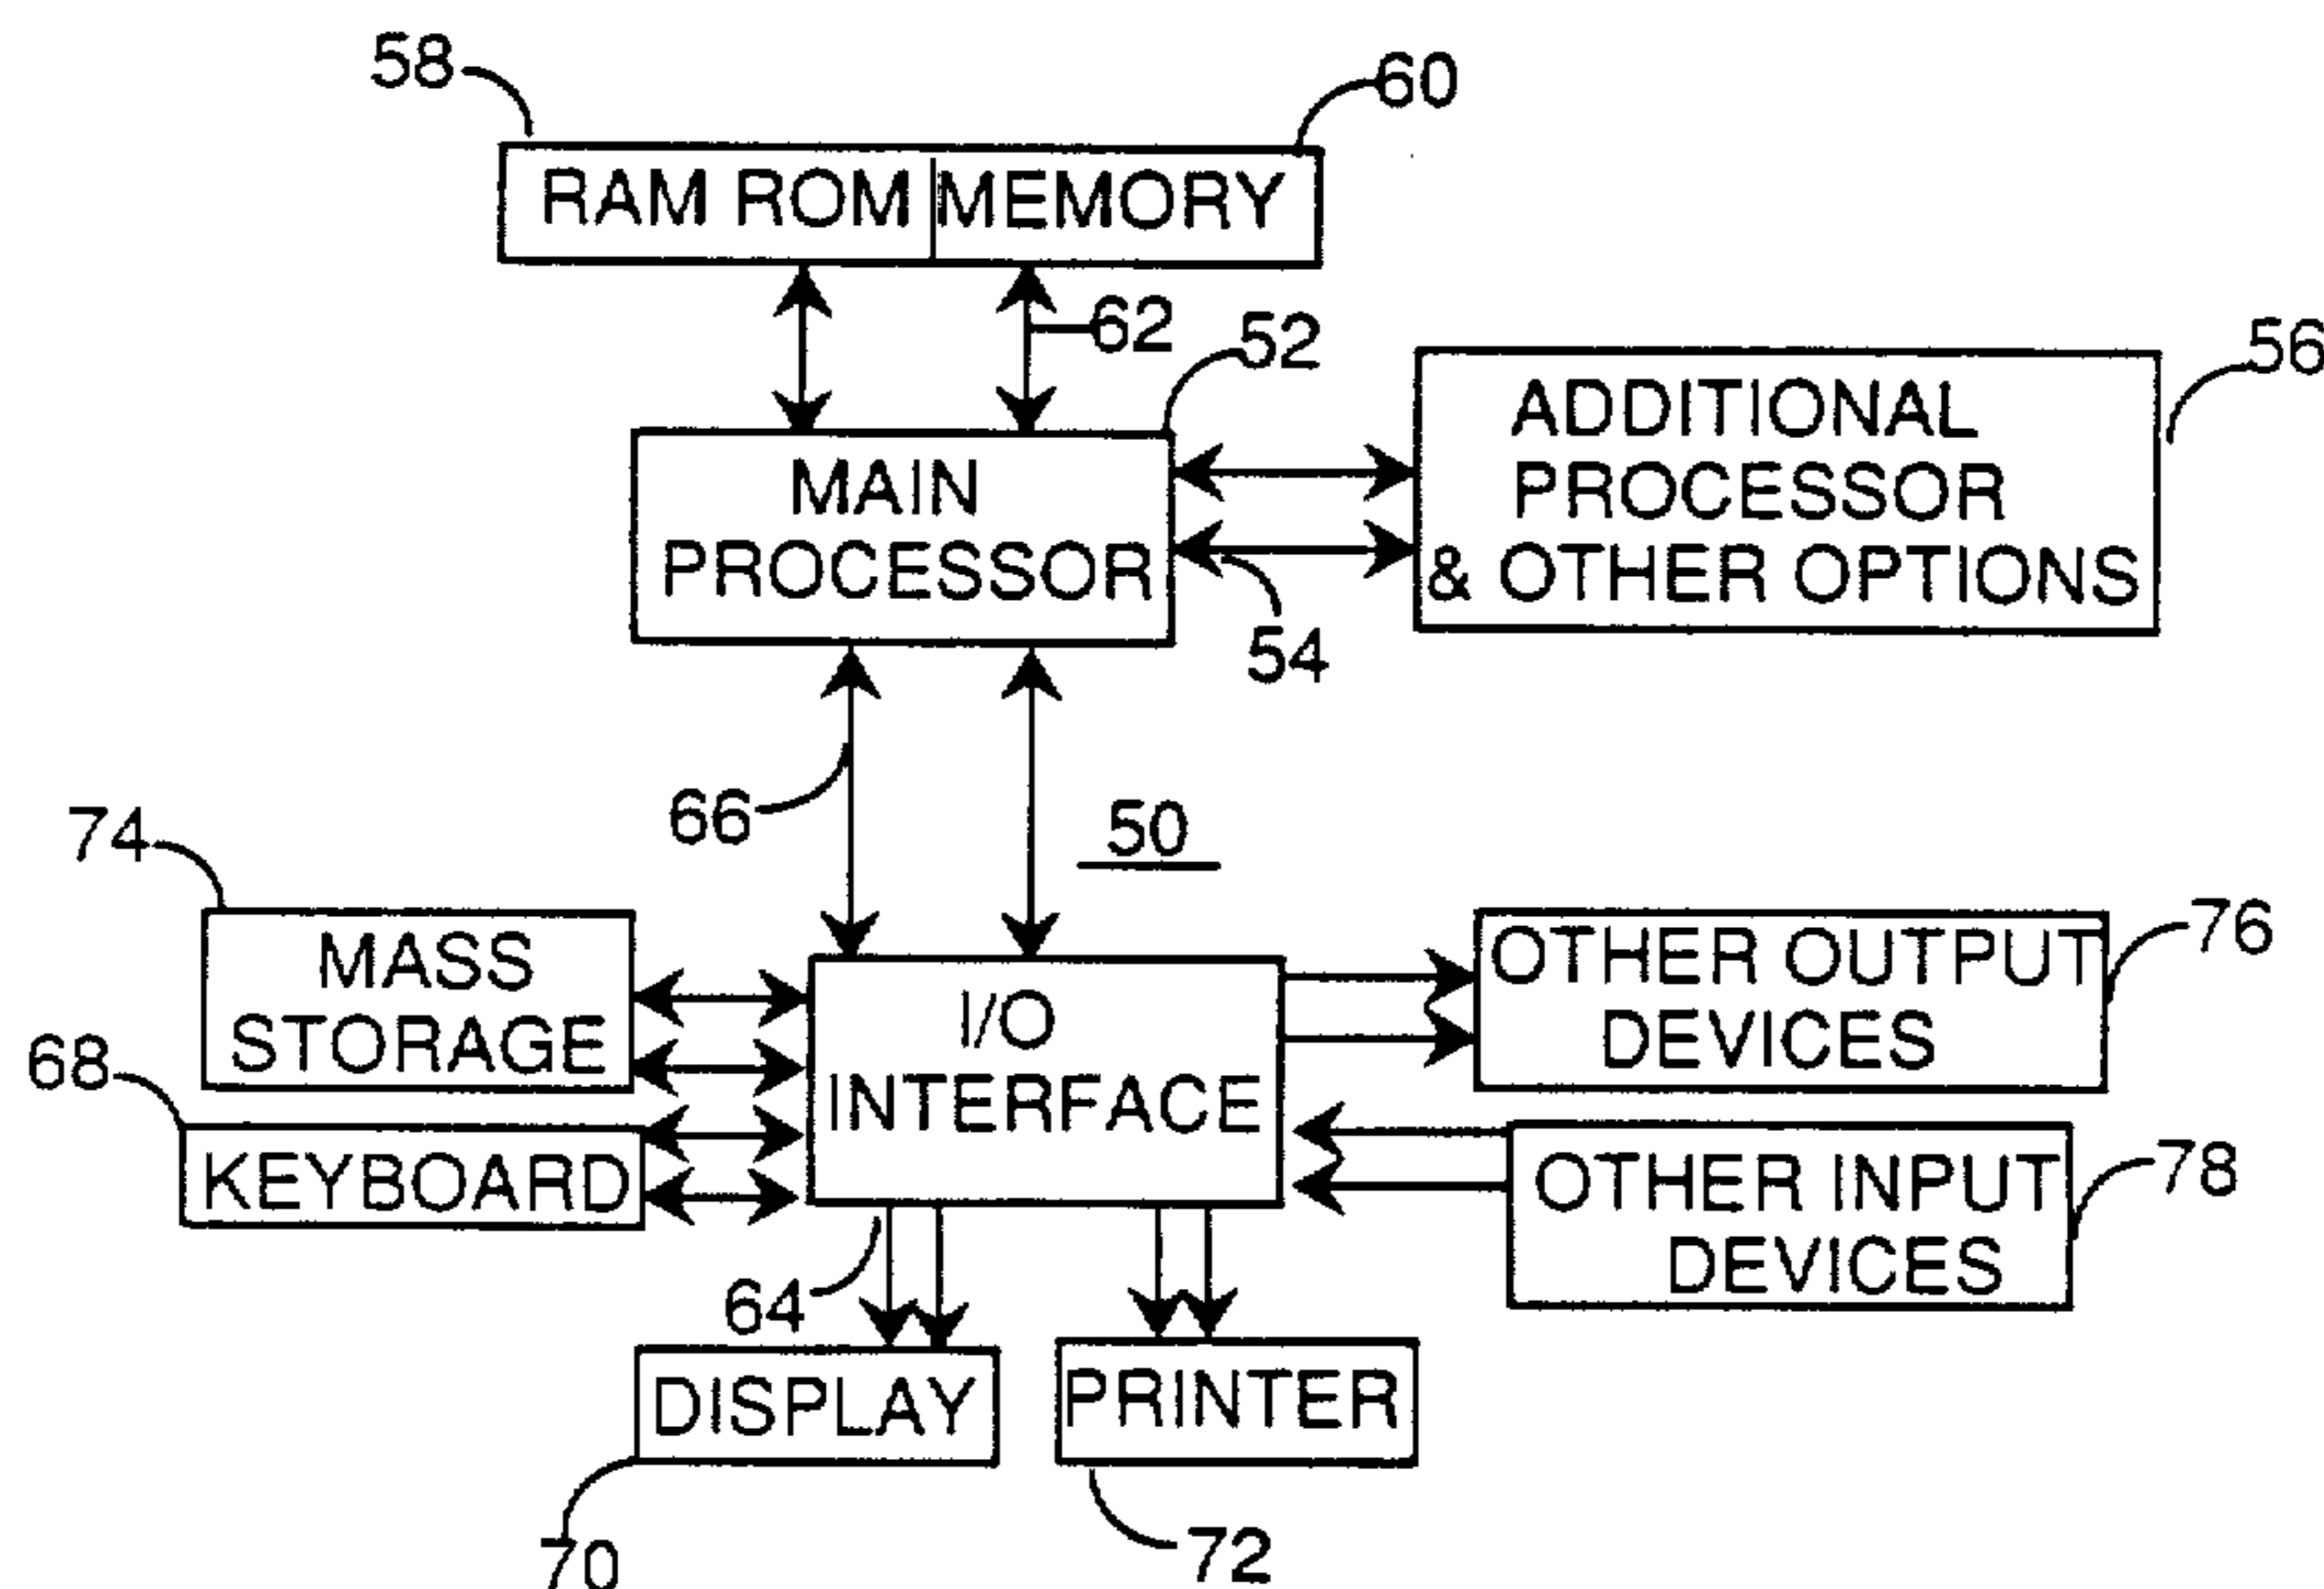 58
60
RAM ROM MEMORY
62
52
56
MAIN
PROCESSOR
ADDITIONAL
PROCESSOR
& OTHER OPTIONS
54
66
50
74
MASS
STORAGE
68
KEYBOARD
I/O
INTERFACE
OTHER OUTPUT
DEVICES
76
OTHER INPUT
DEVICES
78
64
DISPLAY
PRINTER
70
72